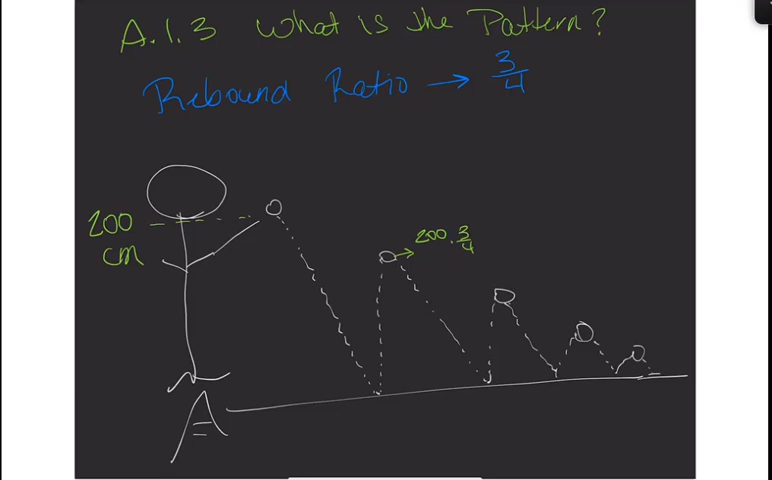 A.1.3 What is the Pattern?
Rebound Ratio → 3/4
200
cm
200 · 3/4